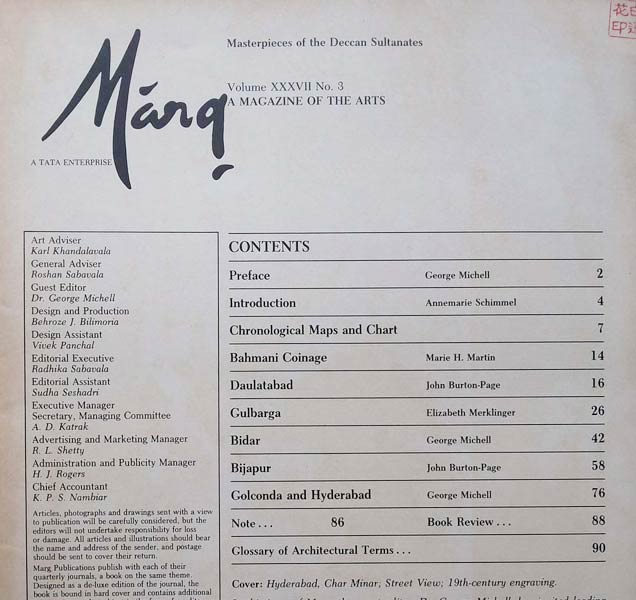 Masterpieces of the Deccan Sultanates
Márg
Volume XXXVII No. 3
A MAGAZINE OF THE ARTS
A TATA ENTERPRISE
花E
EP
Art Adviser
Karl Khandalavala
General Adviser
Roshan Sabavala
Guest Editor
Dr. George Michell
Design and Production
Behroze J. Bilimoria
Design Assistant
Vivek Panchal
Editorial Executive
Radhika Sabavala
Editorial Assistant
Sudha Seshadri
Executive Manager
Secretary, Managing Committee
A. D. Katrak
Advertising and Marketing Manager
R. L. Shetty
Administration and Publicity Manager
H. J. Rogers
Chief Accountant
K. P. S. Nambiar
Articles, photographs and drawings sent with a view
to publication will be carefully considered, but the
editors will not undertake responsibility for loss
or damage. All articles and illustrations should bear
the name and address of the sender, and postage
should be sent to cover their return.
Marg Publications publish with each of their
quarterly journals, a book on the same theme.
Designed as a de-luxe edition of the journal, the
book is bound in hard cover and contains additional
CONTENTS
Preface George Michell 2
Introduction Annemarie Schimmel 4
Chronological Maps and Chart 7
Bahmani Coinage Marie H. Martin 14
Daulatabad John Burton-Page 16
Gulbarga Elizabeth Merklinger 26
Bidar George Michell 42
Bijapur John Burton-Page 58
Golconda and Hyderabad George Michell 76
Note... 86 Book Review... 88
Glossary of Architectural Terms... 90
Cover: Hyderabad, Char Minar; Street View; 19th-century engraving.